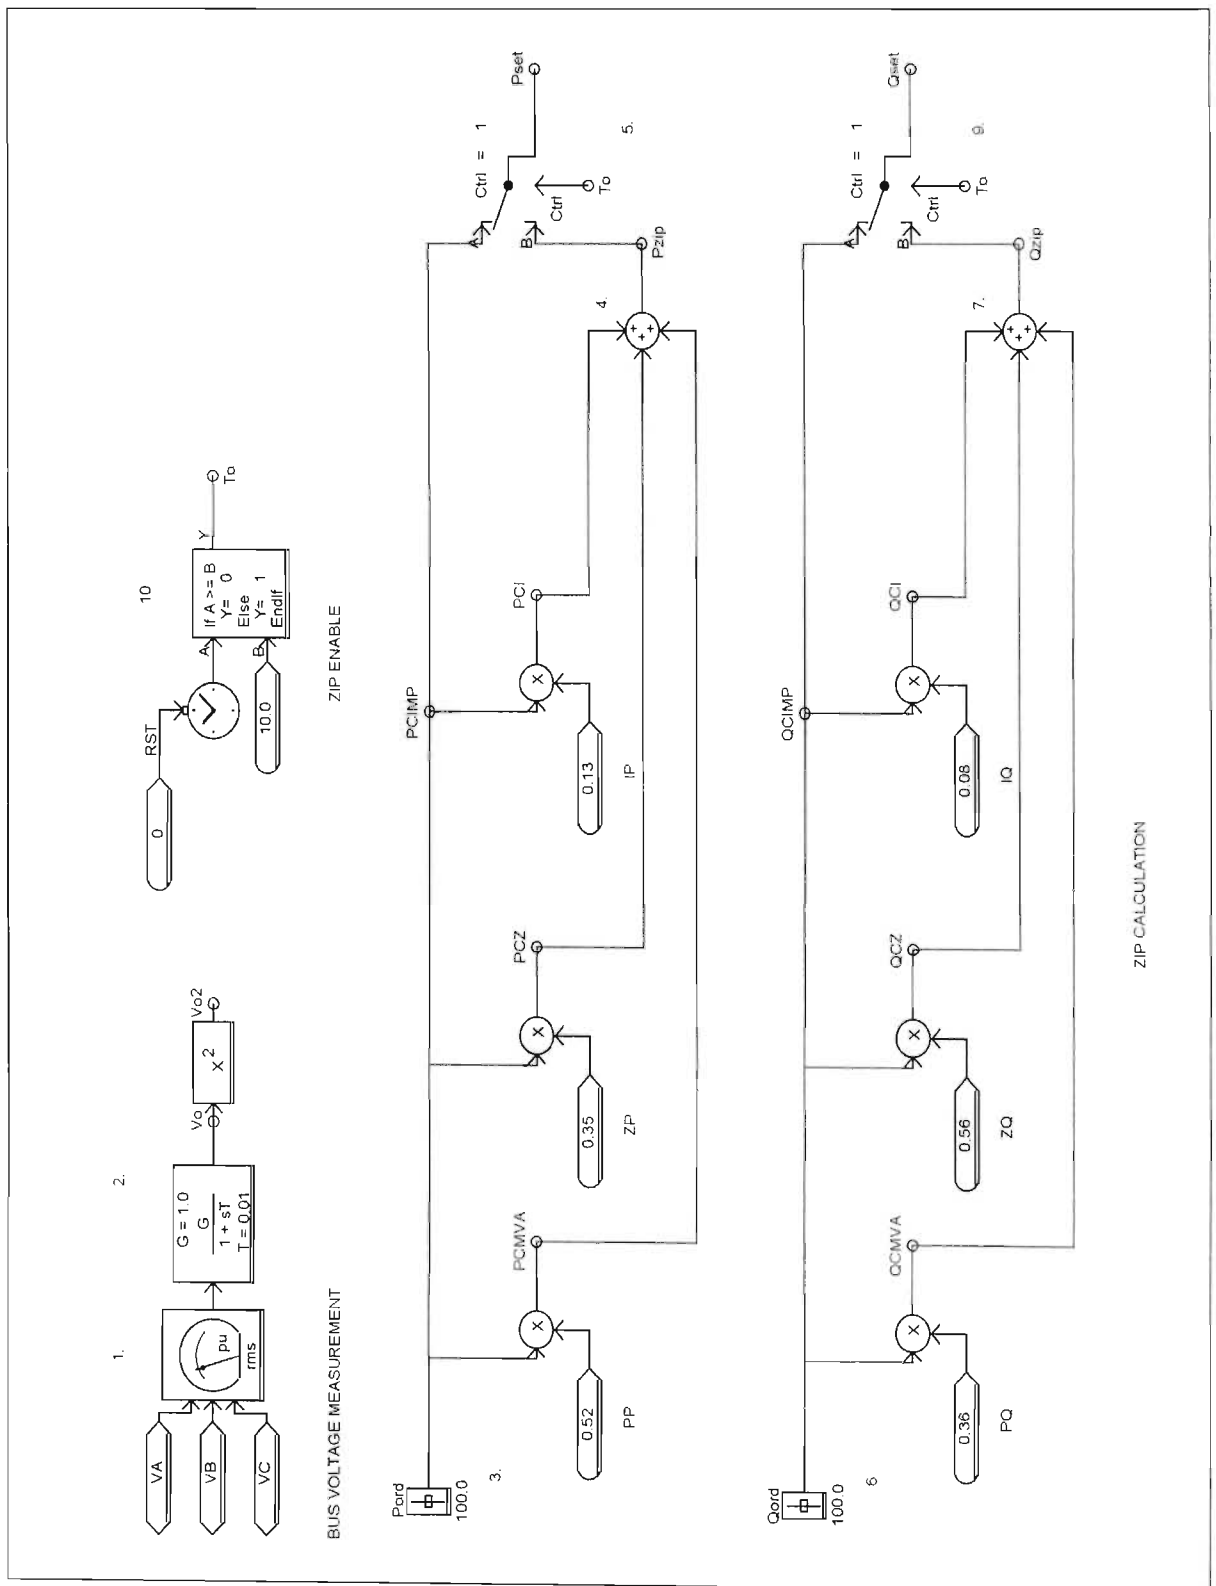 1.
2.
VA
VB
VC
pu
rms
G = 1.0
G
1 + sT
T = 0.01
Vo
X 2
Vo2
BUS VOLTAGE MEASUREMENT
10
0
RST
10.0
A
B
If A >= B
Y= 0
Else
Y= 1
EndIf
Y
To
ZIP ENABLE
Pord
100.0
3.
0.52
PP
X
PCMVA
0.35
ZP
X
PCZ
PCIMP
0.13
IP
X
PCI
4.
+
+
+
Pzip
A
B
Ctrl = 1
Ctrl
To
Pset
5.
Qord
100.0
6
0.36
PQ
X
QCMVA
0.56
ZQ
X
QCZ
QCIMP
0.08
IQ
X
QCI
7.
+
+
+
Qzip
A
B
Ctrl = 1
Ctrl
To
Qset
9.
ZIP CALCULATION